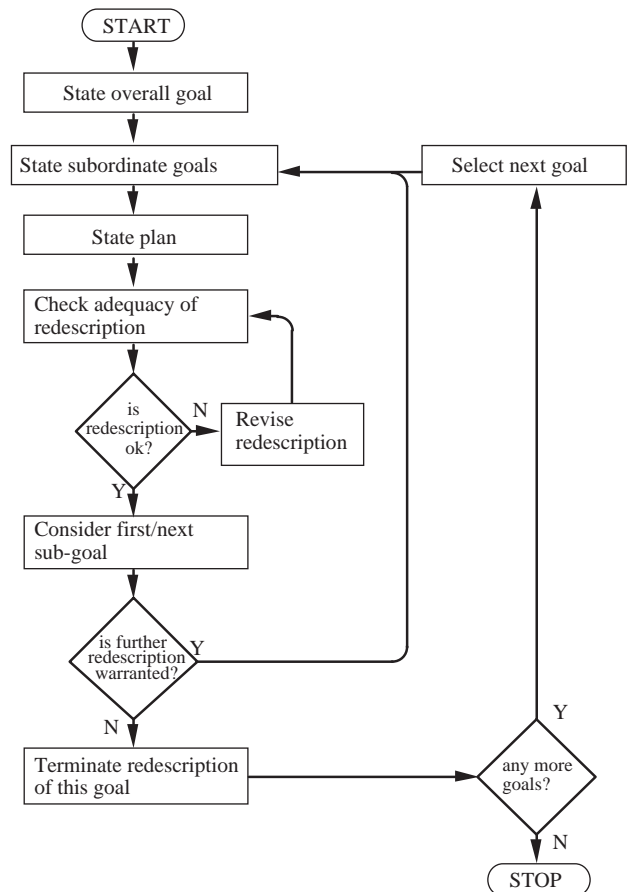 START
State overall goal
State subordinate goals
Select next goal
State plan
Check adequacy of
redescription
is
redescription
ok?
N
Revise
redescription
Y
Consider first/next
sub-goal
is further
redescription
warranted?
Y
N
Terminate redescription
of this goal
any more
goals?
Y
N
STOP